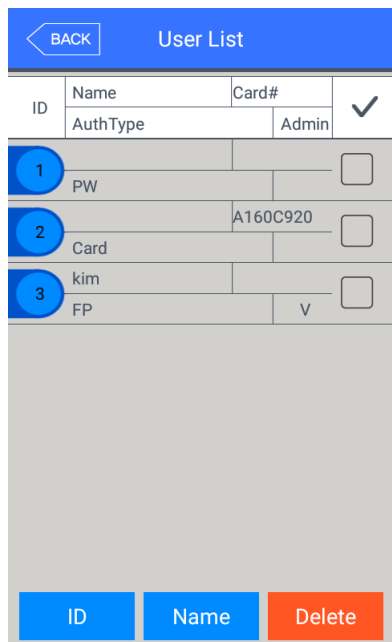 BACK User List
ID Name Card#
AuthType Admin
1
PW
2 A160C920
Card
3 kim
FP V
ID Name Delete